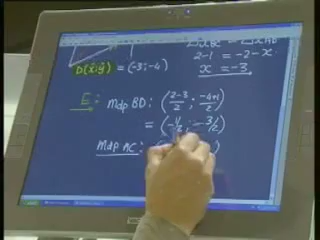 2 - 1 = -2 - x
D(x̂;ŷ) = (-3 ; -4)
x = -3
E : Mdp BD : (2-3/2 ; -4+1/2)
= (-1/2 ; -3/2)
Mdp AC : (